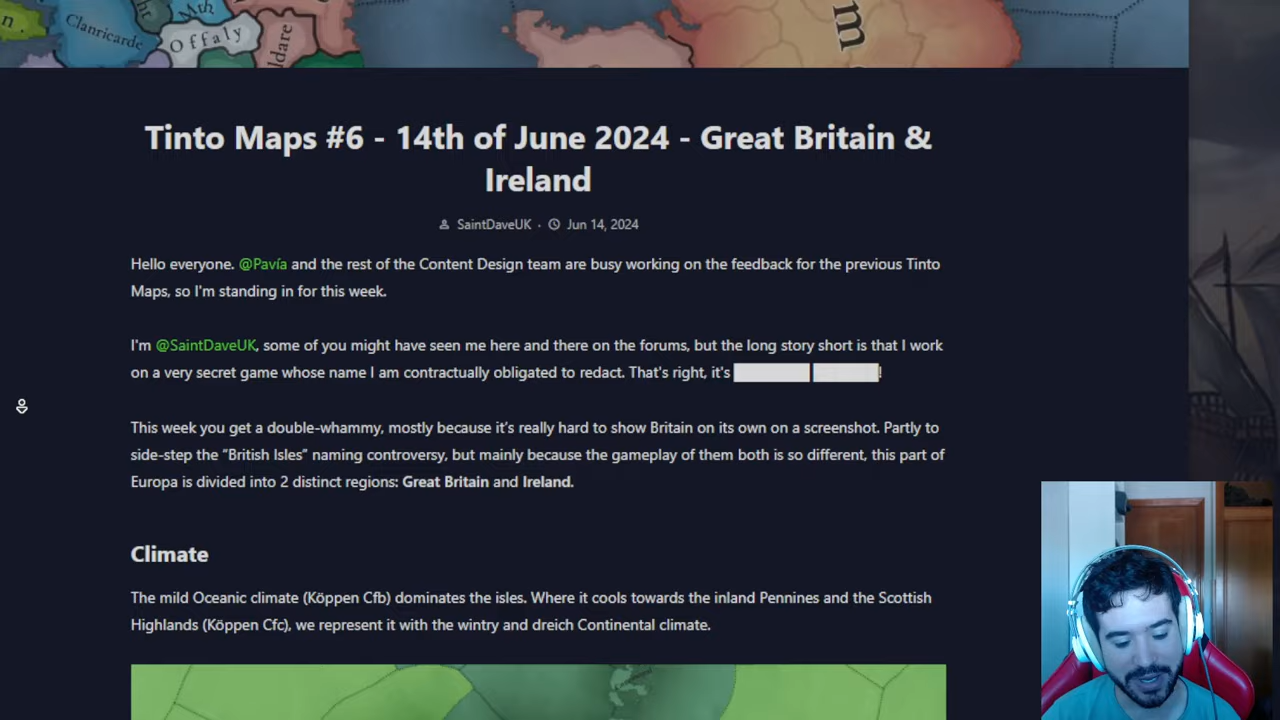 Clanricarde
Offaly
Tinto Maps #6 - 14th of June 2024 - Great Britain &
Ireland
SaintDaveUK · Jun 14, 2024
Hello everyone. @Pavía and the rest of the Content Design team are busy working on the feedback for the previous Tinto
Maps, so I'm standing in for this week.
I'm @SaintDaveUK, some of you might have seen me here and there on the forums, but the long story short is that I work
on a very secret game whose name I am contractually obligated to redact. That's right, it's ███████ ██████!
This week you get a double-whammy, mostly because it's really hard to show Britain on its own on a screenshot. Partly to
side-step the “British Isles” naming controversy, but mainly because the gameplay of them both is so different, this part of
Europa is divided into 2 distinct regions: Great Britain and Ireland.
Climate
The mild Oceanic climate (Köppen Cfb) dominates the isles. Where it cools towards the inland Pennines and the Scottish
Highlands (Köppen Cfc), we represent it with the wintry and dreich Continental climate.